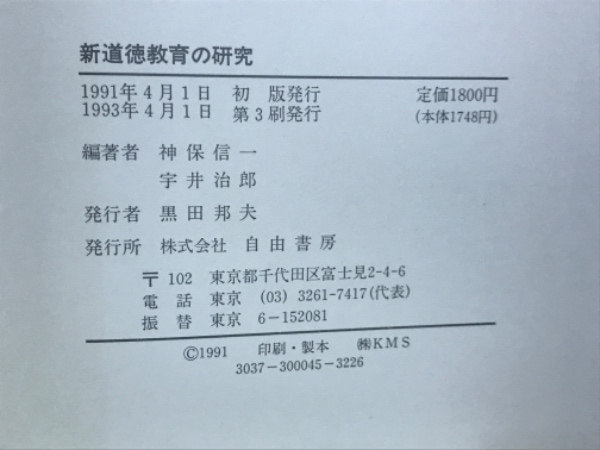 新道徳教育の研究
1991年4月1日 初 版発行 定価1800円
1993年4月1日 第3刷発行 (本体1748円)
編著者 神保信一
宇井治郎
発行者 黒田邦夫
発行所 株式会社 自由書房
〒102 東京都千代田区富士見2-4-6
電話 東京 (03) 3261-7417(代表)
振替 東京 6-152081
©1991 印刷・製本 ㈱KMS
3037-300045-3226